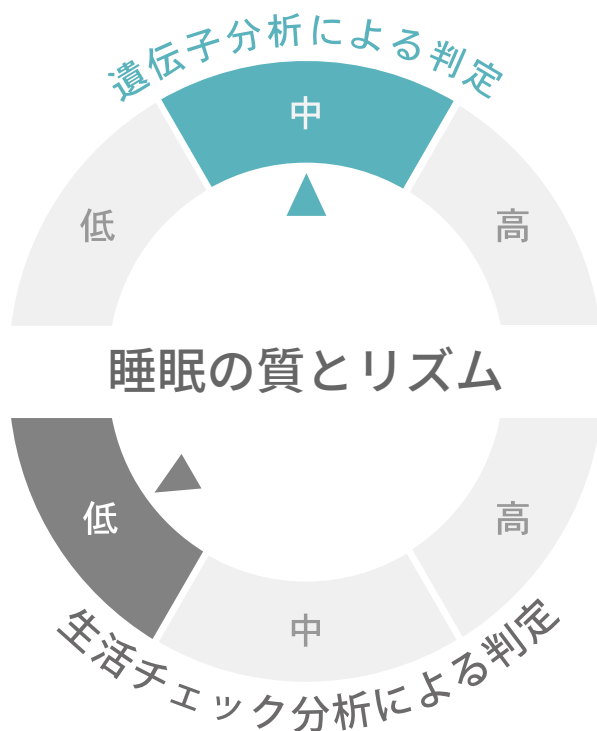 遺伝子分析による判定
中
低
高
睡眠の質とリズム
低
高
中
生活チェック分析による判定